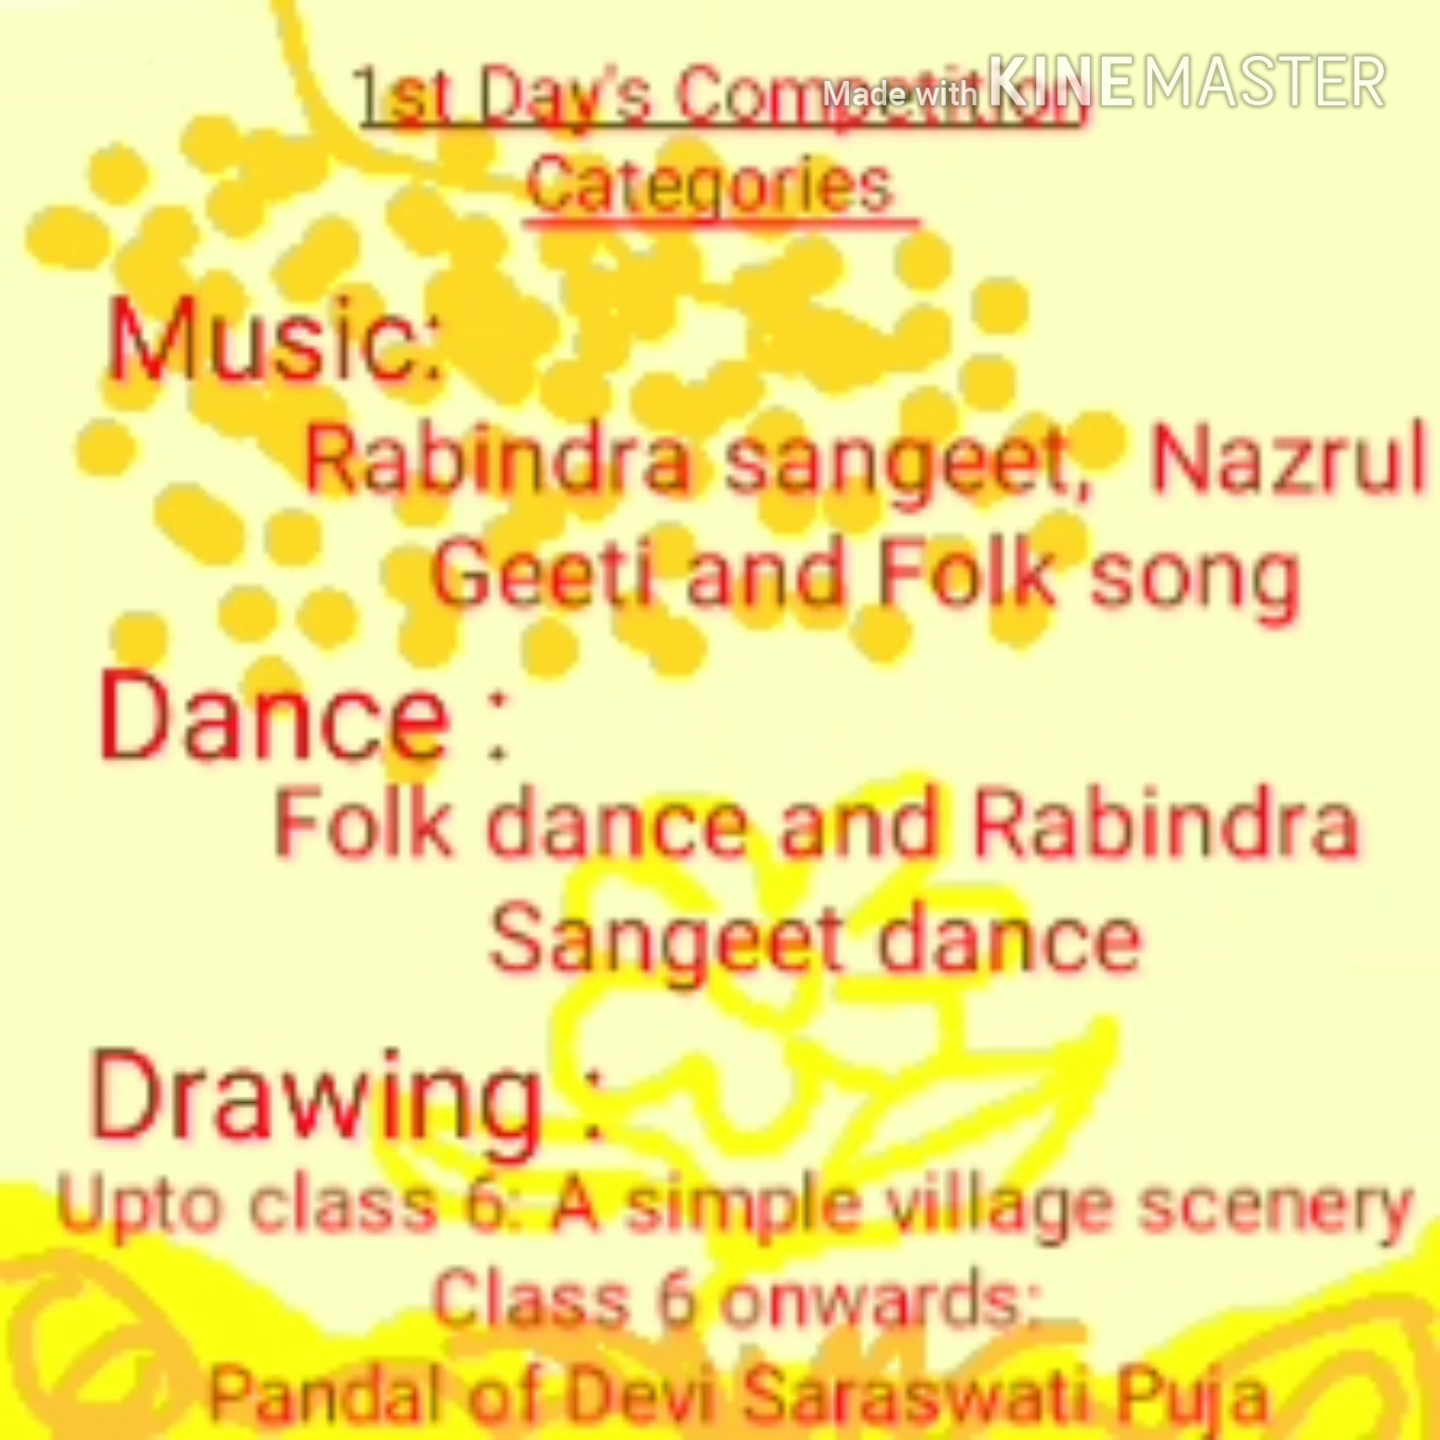 1st Day's Competition
Made with KINEMASTER
Categories
Music:
Rabindra sangeet, Nazrul
Geeti and Folk song
Dance :
Folk dance and Rabindra
Sangeet dance
Drawing :
Upto class 6: A simple village scenery
Class 6 onwards:
Pandal of Devi Saraswati Puja